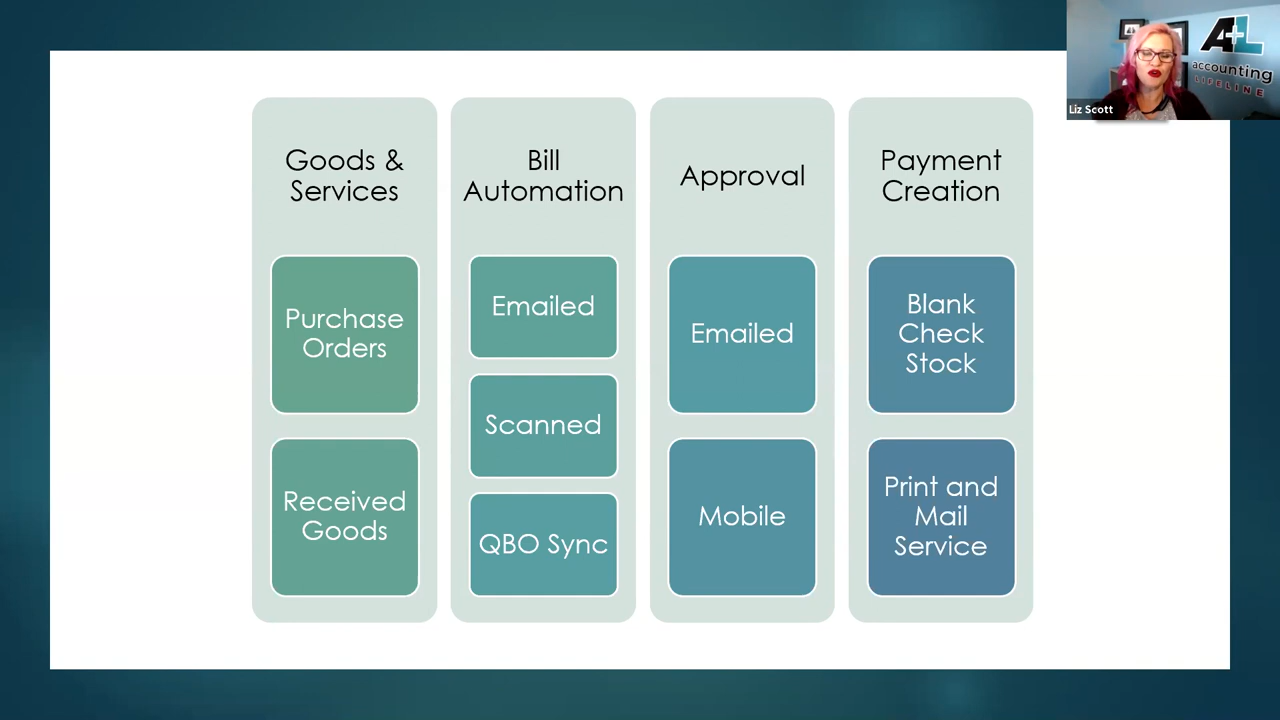 Goods &
Services
Purchase
Orders
Received
Goods
Bill
Automation
Emailed
Scanned
QBO Sync
Approval
Emailed
Mobile
Payment
Creation
Blank
Check
Stock
Print and
Mail
Service
A+L
accounting
LIFELINE
Liz Scott